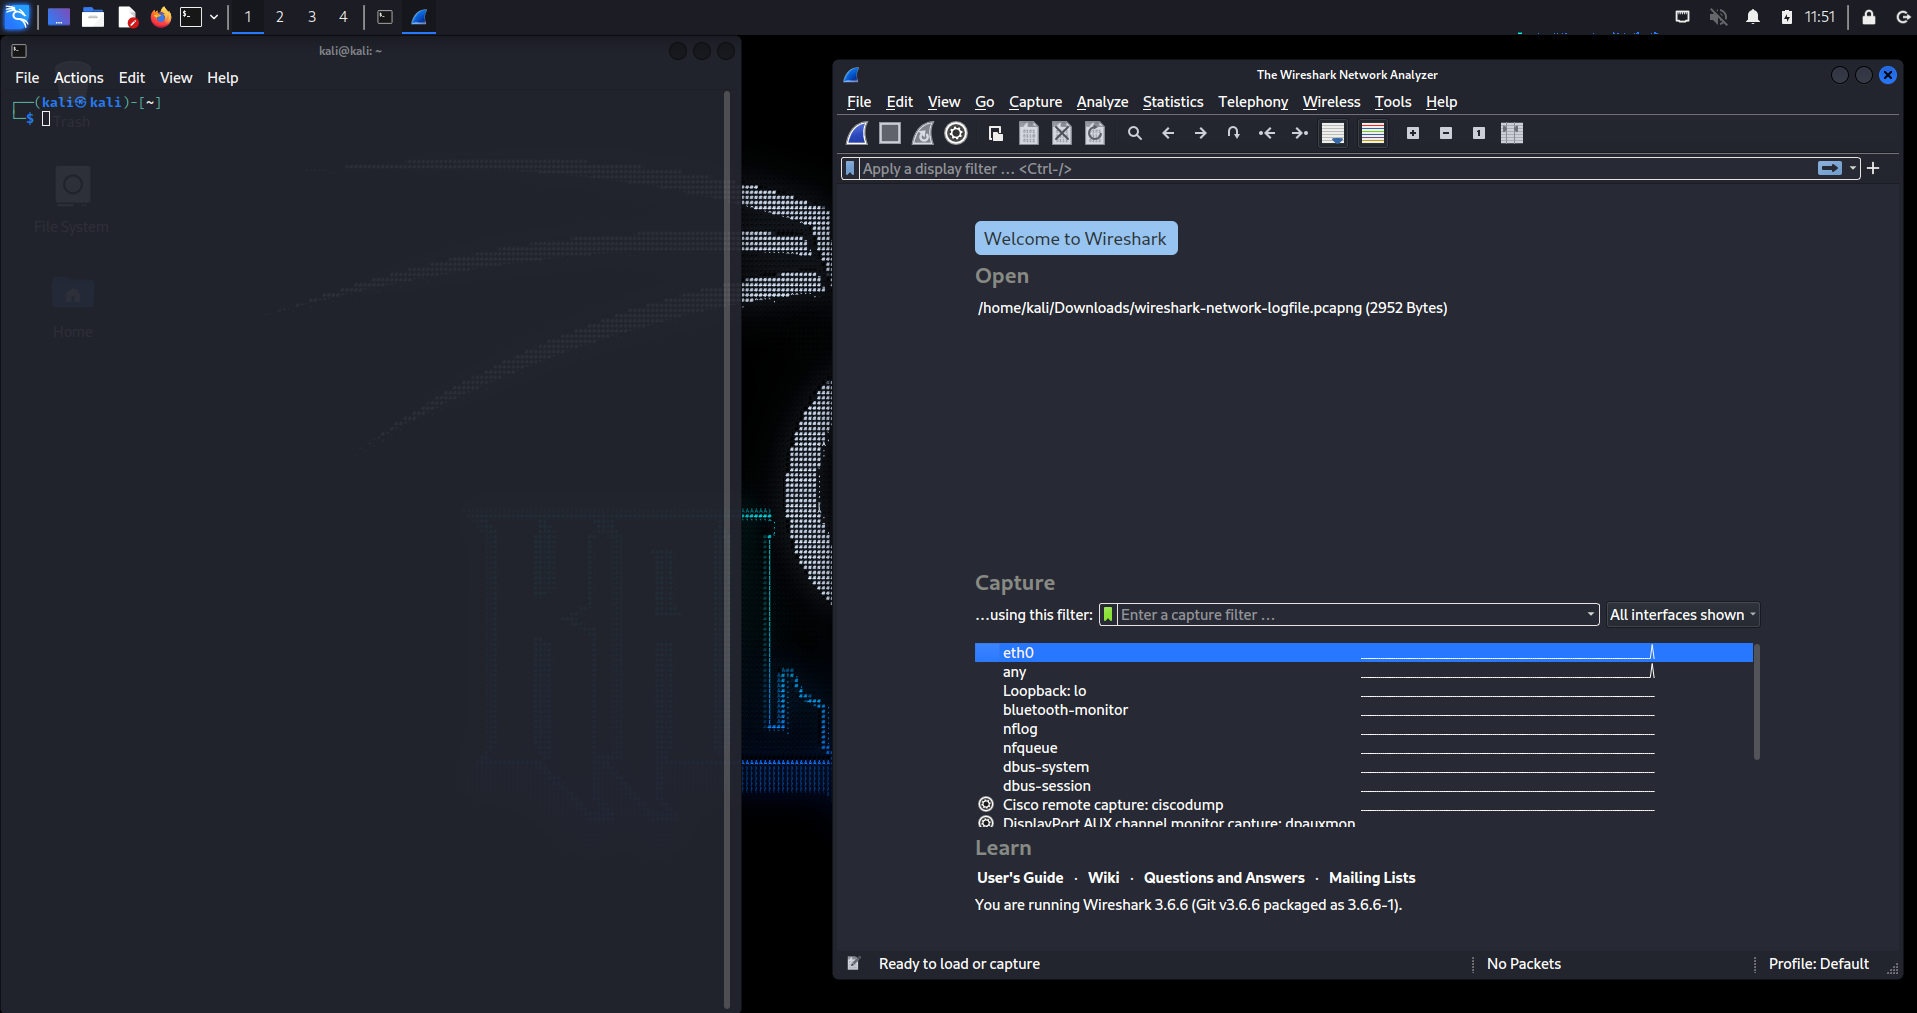 1 2 3 4
11:51
kali@kali: ~
File Actions Edit View Help
┌──(kali㉿kali)-[~]
└─$
Trash
File System
Home
The Wireshark Network Analyzer
File Edit View Go Capture Analyze Statistics Telephony Wireless Tools Help
Apply a display filter … <Ctrl-/>
Welcome to Wireshark
Open
/home/kali/Downloads/wireshark-network-logfile.pcapng (2952 Bytes)
Capture
…using this filter: Enter a capture filter … All interfaces shown
eth0
any
Loopback: lo
bluetooth-monitor
nflog
nfqueue
dbus-system
dbus-session
Cisco remote capture: ciscodump
DisplayPort AUX channel monitor capture: dpauxmon
Learn
User's Guide · Wiki · Questions and Answers · Mailing Lists
You are running Wireshark 3.6.6 (Git v3.6.6 packaged as 3.6.6-1).
Ready to load or capture No Packets Profile: Default